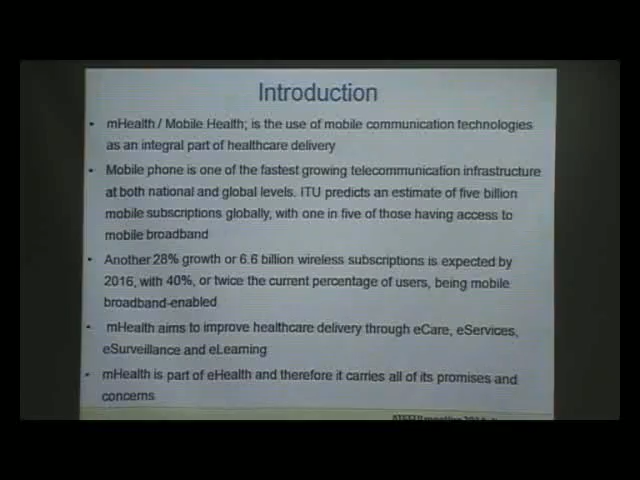 Introduction
• mHealth / Mobile Health; is the use of mobile communication technologies
as an integral part of healthcare delivery
• Mobile phone is one of the fastest growing telecommunication infrastructure
at both national and global levels. ITU predicts an estimate of five billion
mobile subscriptions globally, with one in five of those having access to
mobile broadband
• Another 28% growth or 6.6 billion wireless subscriptions is expected by
2016, with 40%, or twice the current percentage of users, being mobile
broadband-enabled
• mHealth aims to improve healthcare delivery through eCare, eServices,
eSurveillance and eLearning
• mHealth is part of eHealth and therefore it carries all of its promises and
concerns